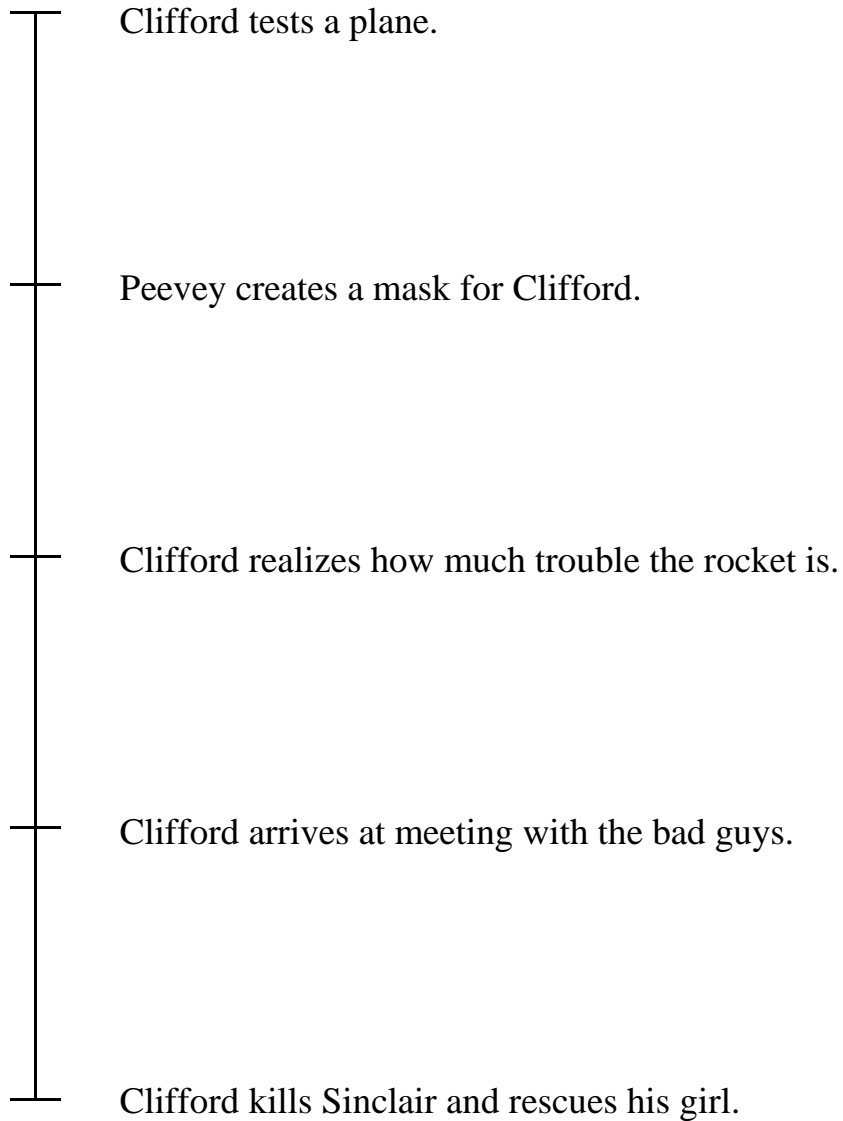 Clifford tests a plane.
Peevey creates a mask for Clifford.
Clifford realizes how much trouble the rocket is.
Clifford arrives at meeting with the bad guys.
Clifford kills Sinclair and rescues his girl.